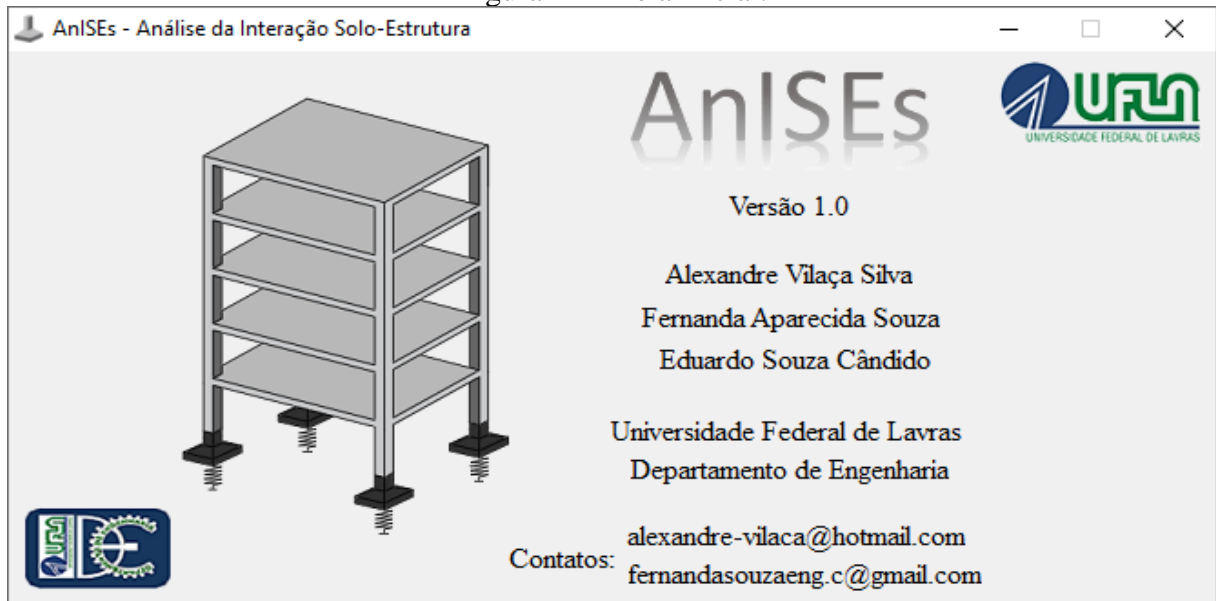 AnISEs - Análise da Interação Solo-Estrutura
AnISEs
UFLA
UNIVERSIDADE FEDERAL DE LAVRAS
Versão 1.0
Alexandre Vilaça Silva
Fernanda Aparecida Souza
Eduardo Souza Cândido
Universidade Federal de Lavras
Departamento de Engenharia
Contatos:
alexandre-vilaca@hotmail.com
fernandasouzaeng.c@gmail.com